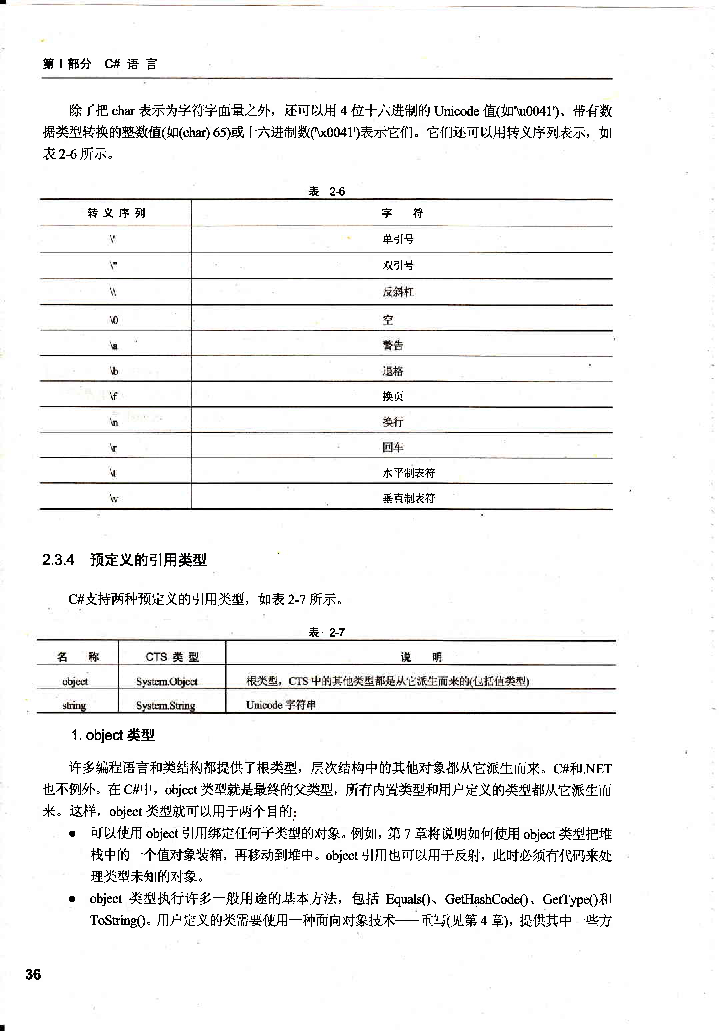 第 I 部分 C# 语 言
除了把 char 表示为字符字面量之外，还可以用 4 位十六进制的 Unicode 值(如'\u0041')、带有数
据类型转换的整数值(如(char) 65)或十六进制数('\x0041')表示它们。它们还可以用转义序列表示，如
表 2-6 所示。
表 2-6
转 义 序 列 字 符
\' 单引号
\" 双引号
\\ 反斜杠
\0 空
\a 警告
\b 退格
\f 换页
\n 换行
\r 回车
\t 水平制表符
\v 垂直制表符
2.3.4 预定义的引用类型
C#支持两种预定义的引用类型，如表 2-7 所示。
表 2-7
名 称 CTS 类 型 说 明
object System.Object 根类型，CTS 中的其他类型都是从它派生而来的(包括值类型)
string System.String Unicode 字符串
1. object 类型
许多编程语言和类结构都提供了根类型，层次结构中的其他对象都从它派生而来。C#和.NET
也不例外。在 C#中，object 类型就是最终的父类型，所有内置类型和用户定义的类型都从它派生而
来。这样，object 类型就可以用于两个目的：
● 可以使用 object 引用绑定任何子类型的对象。例如，第 7 章将说明如何使用 object 类型把堆
栈中的一个值对象装箱，再移动到堆中。object 引用也可以用于反射，此时必须有代码来处
理类型未知的对象。
● object 类型执行许多一般用途的基本方法，包括 Equals()、GetHashCode()、GetType()和
ToString()。用户定义的类需要使用一种面向对象技术——重写(见第 4 章)，提供其中一些方
36